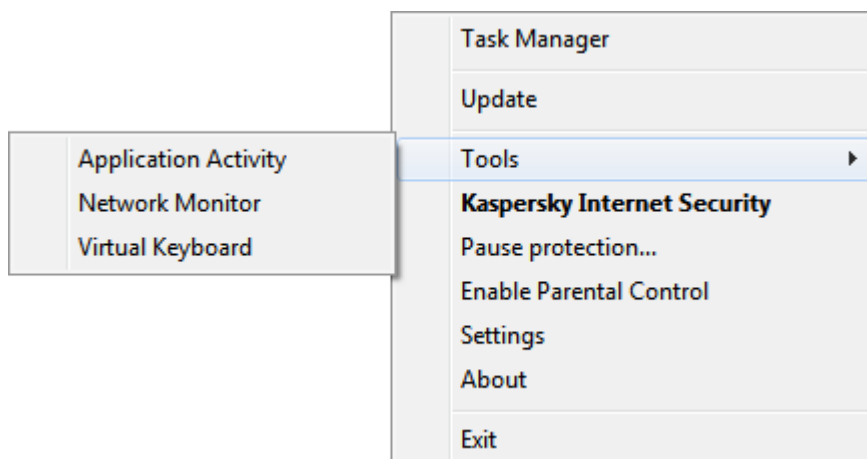 Task Manager
Update
Tools
Application Activity
Network Monitor
Virtual Keyboard
Kaspersky Internet Security
Pause protection...
Enable Parental Control
Settings
About
Exit